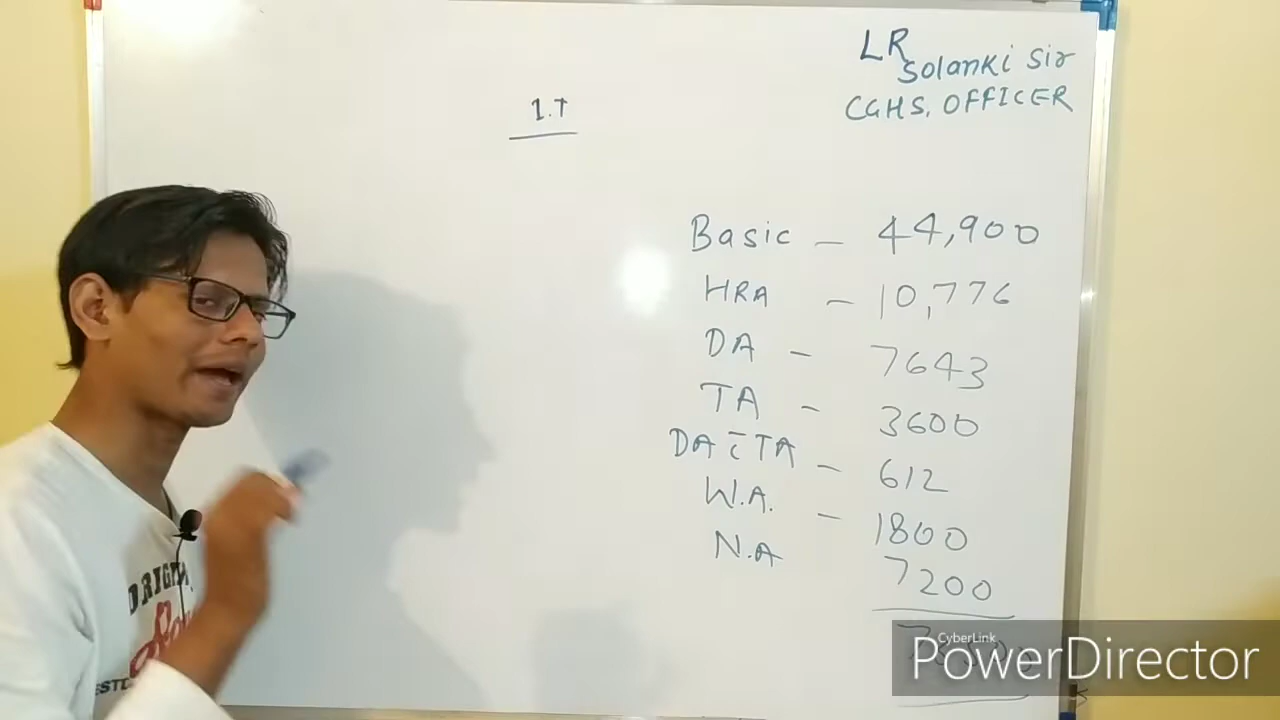 LR
Solanki Sir
CGHS, OFFICER
I.T
Basic - 44,900
HRA - 10,776
DA - 7643
TA - 3600
DA c̄ TA - 612
W.A. - 1800
N.A 7200
CyberLink
PowerDirector